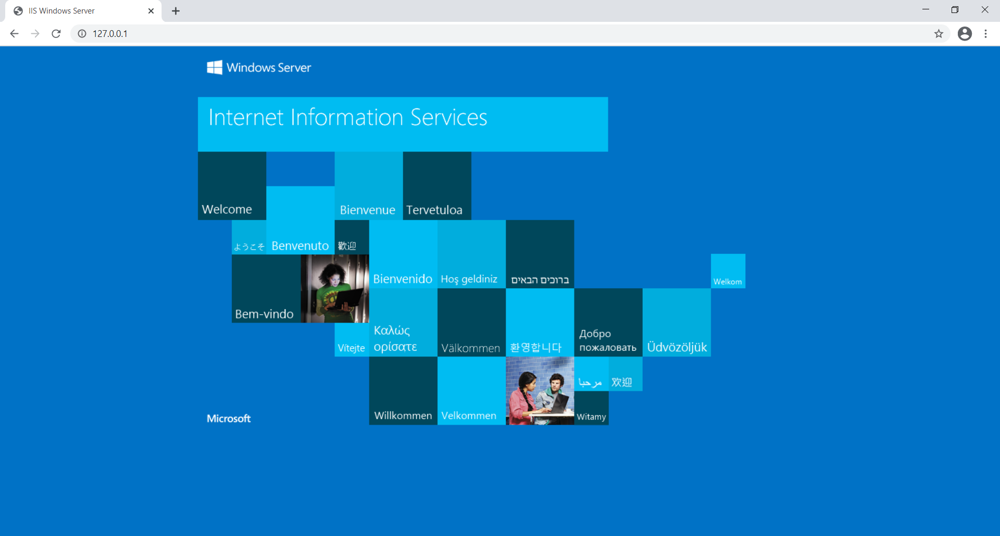 IIS Windows Server
127.0.0.1
Windows Server
Internet Information Services
Welcome
Bienvenue
Tervetuloa
ようこそ
Benvenuto
歡迎
Bienvenido
Hoş geldiniz
ברוכים הבאים
Welkom
Bem-vindo
Vítejte
Καλώς
ορίσατε
Välkommen
환영합니다
Добро
пожаловать
Üdvözöljük
Willkommen
Velkommen
مرحبا
欢迎
Witamy
Microsoft